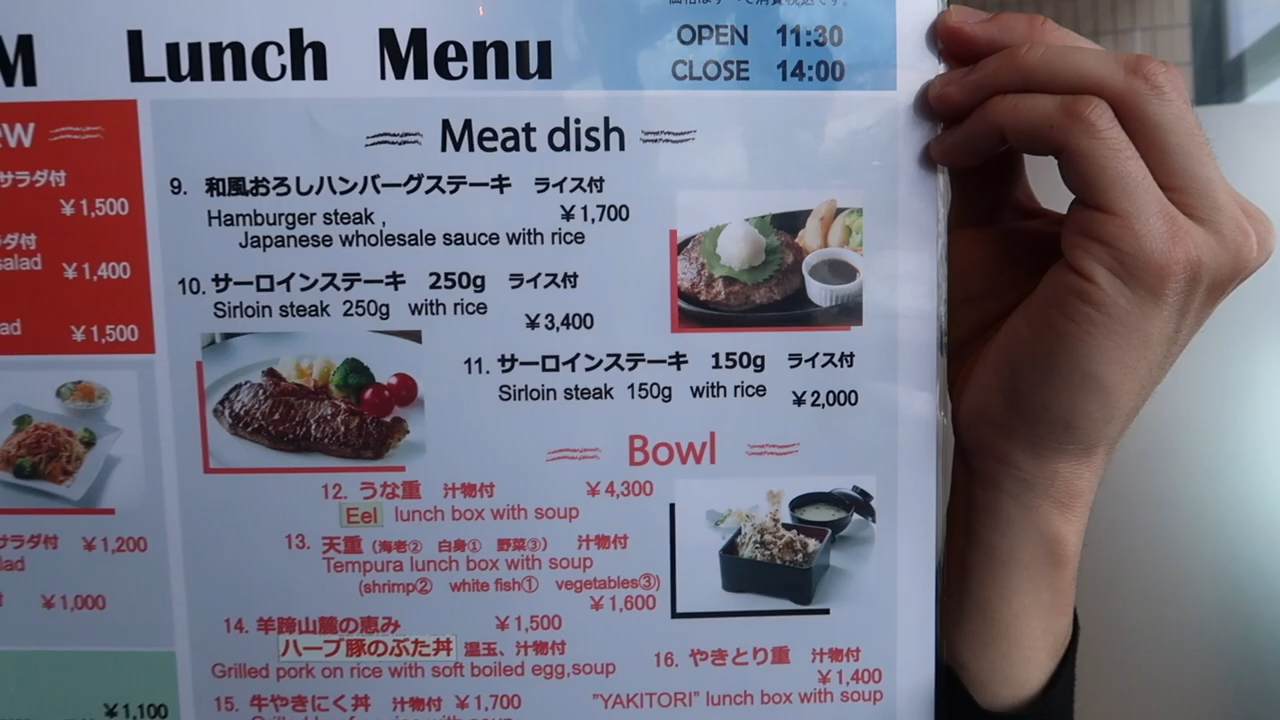 M Lunch Menu
OPEN 11:30
CLOSE 14:00
ew
サラダ付
¥1,500
ダ付
salad ¥1,400
ad ¥1,500
サラダ付 ¥1,200
lad
¥1,000
¥1,100
Meat dish
9. 和風おろしハンバーグステーキ ライス付
Hamburger steak , ¥1,700
Japanese wholesale sauce with rice
10. サーロインステーキ 250g ライス付
Sirloin steak 250g with rice
¥3,400
11. サーロインステーキ 150g ライス付
Sirloin steak 150g with rice ¥2,000
Bowl
12. うな重 汁物付 ¥4,300
Eel lunch box with soup
13. 天重 (海老② 白身① 野菜③) 汁物付
Tempura lunch box with soup
(shrimp② white fish① vegetables③)
¥1,600
14. 羊蹄山麓の恵み ¥1,500
ハーブ豚のぶた丼 温玉、汁物付
Grilled pork on rice with soft boiled egg,soup
15. 牛やきにく丼 汁物付 ¥1,700
16. やきとり重 汁物付
¥1,400
"YAKITORI" lunch box with soup